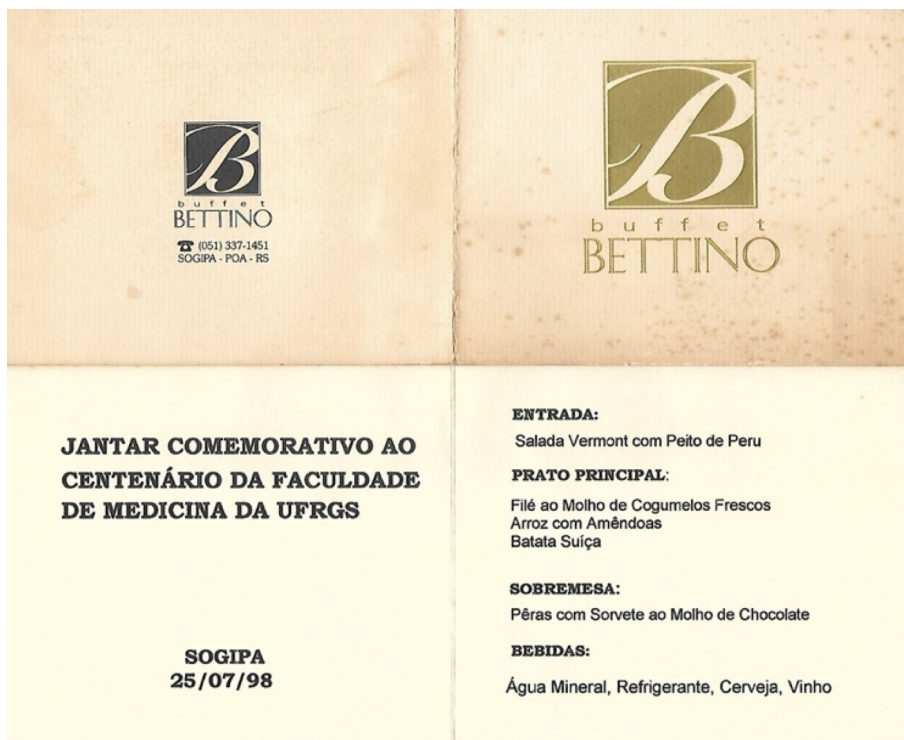 B
buffet
BETTINO
☎ (051) 337-1451
SOGIPA - POA - RS
B
buffet
BETTINO
JANTAR COMEMORATIVO AO
CENTENÁRIO DA FACULDADE
DE MEDICINA DA UFRGS
SOGIPA
25/07/98
ENTRADA:
Salada Vermont com Peito de Peru
PRATO PRINCIPAL:
Filé ao Molho de Cogumelos Frescos
Arroz com Amêndoas
Batata Suíça
SOBREMESA:
Pêras com Sorvete ao Molho de Chocolate
BEBIDAS:
Água Mineral, Refrigerante, Cerveja, Vinho